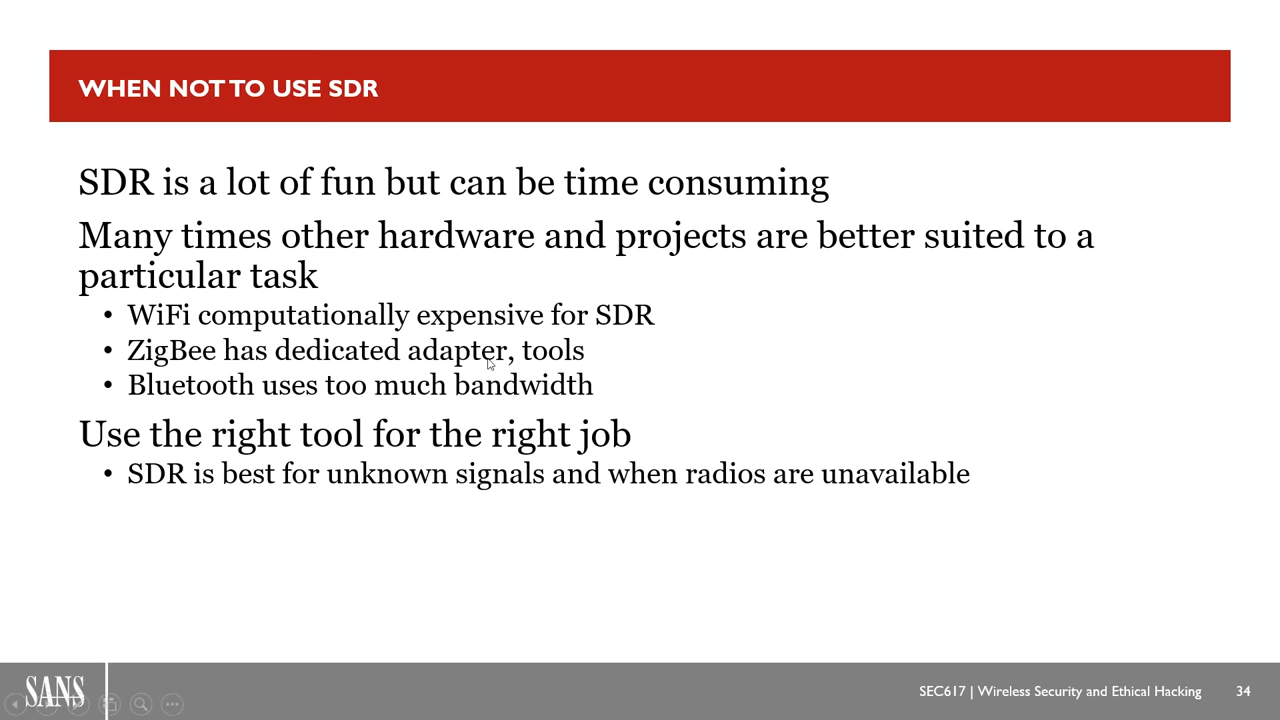 WHEN NOT TO USE SDR
SDR is a lot of fun but can be time consuming
Many times other hardware and projects are better suited to a
particular task
• WiFi computationally expensive for SDR
• ZigBee has dedicated adapter, tools
• Bluetooth uses too much bandwidth
Use the right tool for the right job
• SDR is best for unknown signals and when radios are unavailable
SANS
SEC617 | Wireless Security and Ethical Hacking
34